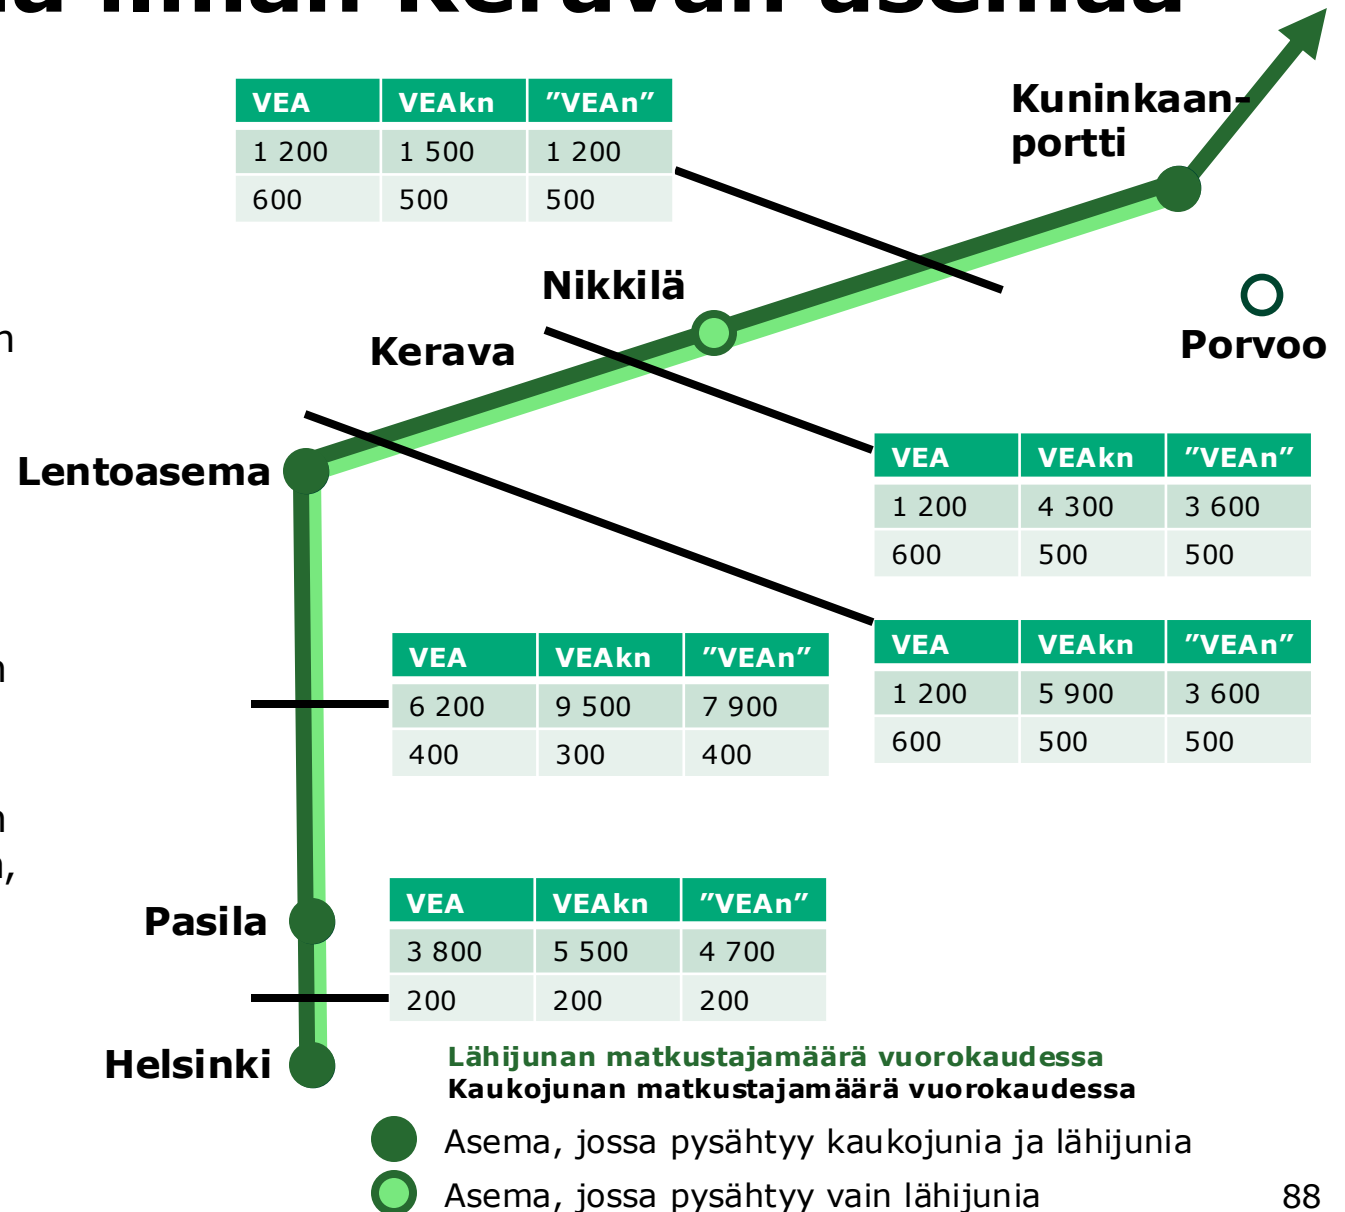 ilman Keravan asemaa
VEA VEAkn ”VEAn”
1 200 1 500 1 200
600 500 500
Kuninkaan-
portti
Nikkilä
Kerava
Porvoo
Lentoasema
VEA VEAkn ”VEAn”
1 200 4 300 3 600
600 500 500
VEA VEAkn ”VEAn”
1 200 5 900 3 600
600 500 500
VEA VEAkn ”VEAn”
6 200 9 500 7 900
400 300 400
Pasila
VEA VEAkn ”VEAn”
3 800 5 500 4 700
200 200 200
Helsinki
Lähijunan matkustajamäärä vuorokaudessa
Kaukojunan matkustajamäärä vuorokaudessa
Asema, jossa pysähtyy kaukojunia ja lähijunia
Asema, jossa pysähtyy vain lähijunia
88